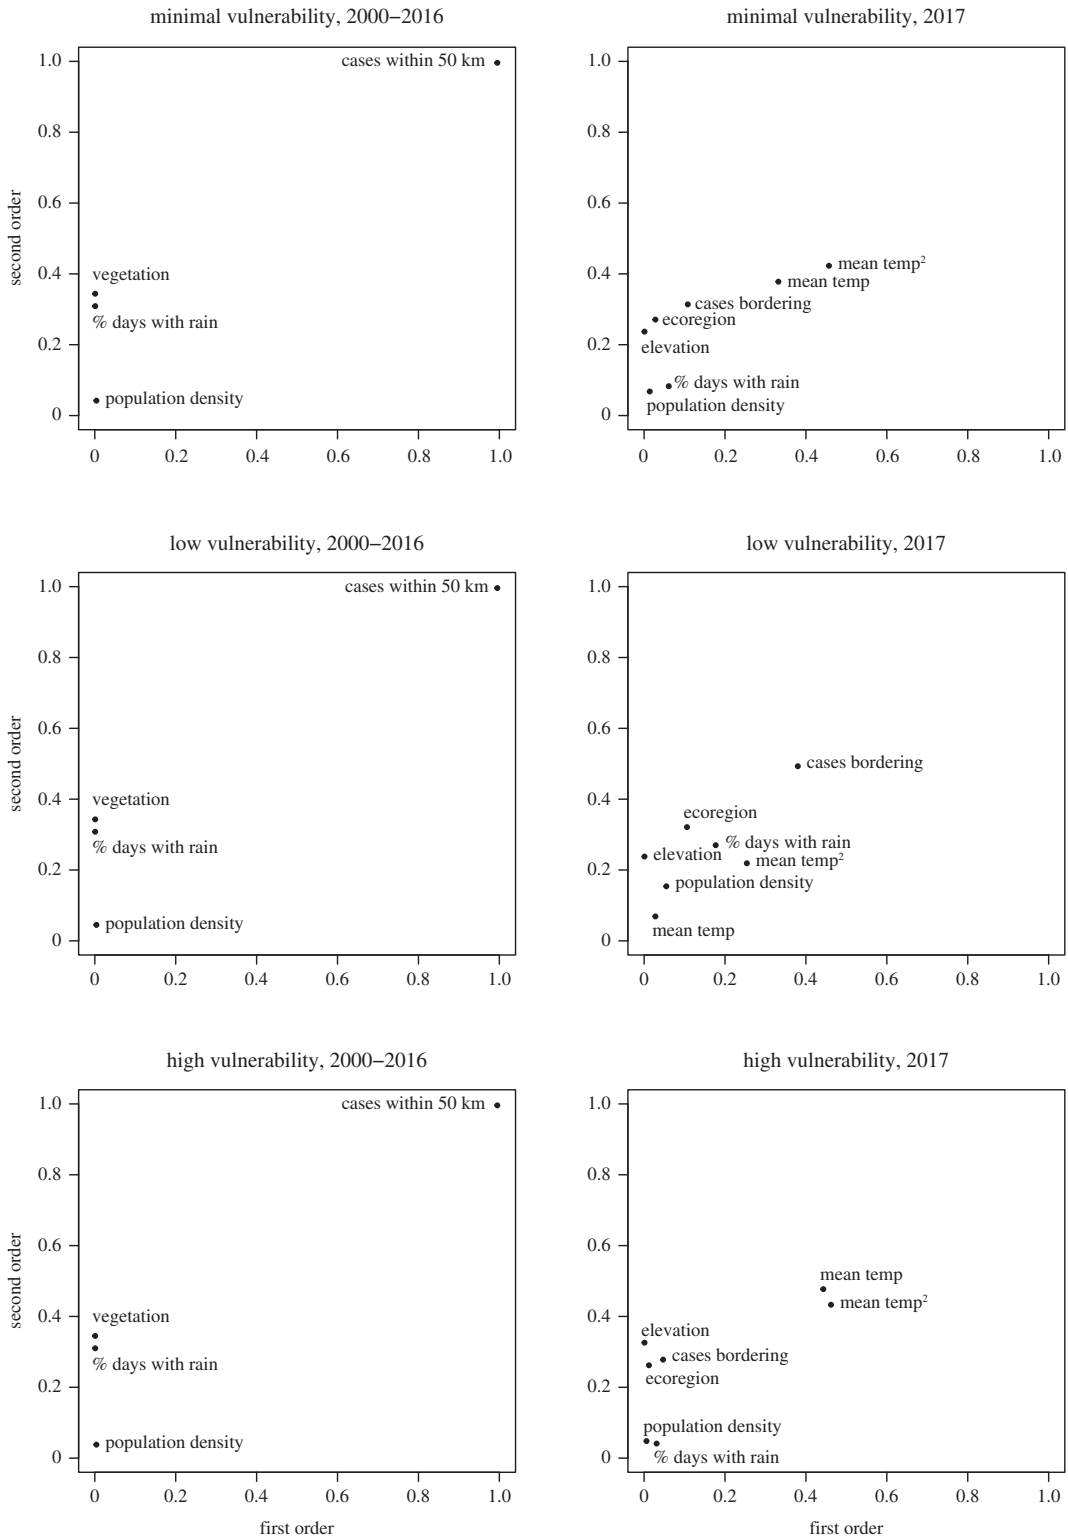 minimal vulnerability, 2000–2016
1.0
cases within 50 km
0.8
0.6
second order
0.4
vegetation
% days with rain
0.2
population density
0
0 0.2 0.4 0.6 0.8 1.0
minimal vulnerability, 2017
1.0
0.8
0.6
0.4
mean temp²
mean temp
cases bordering
ecoregion
elevation
0.2
% days with rain
population density
0
0 0.2 0.4 0.6 0.8 1.0
low vulnerability, 2000–2016
1.0
cases within 50 km
0.8
0.6
second order
0.4
vegetation
% days with rain
0.2
population density
0
0 0.2 0.4 0.6 0.8 1.0
low vulnerability, 2017
1.0
0.8
0.6
cases bordering
0.4
ecoregion
% days with rain
elevation
mean temp²
0.2
population density
mean temp
0
0 0.2 0.4 0.6 0.8 1.0
high vulnerability, 2000–2016
1.0
cases within 50 km
0.8
0.6
second order
0.4
vegetation
% days with rain
0.2
population density
0
0 0.2 0.4 0.6 0.8 1.0
first order
high vulnerability, 2017
1.0
0.8
0.6
mean temp
mean temp²
0.4
elevation
cases bordering
ecoregion
0.2
population density
% days with rain
0
0 0.2 0.4 0.6 0.8 1.0
first order